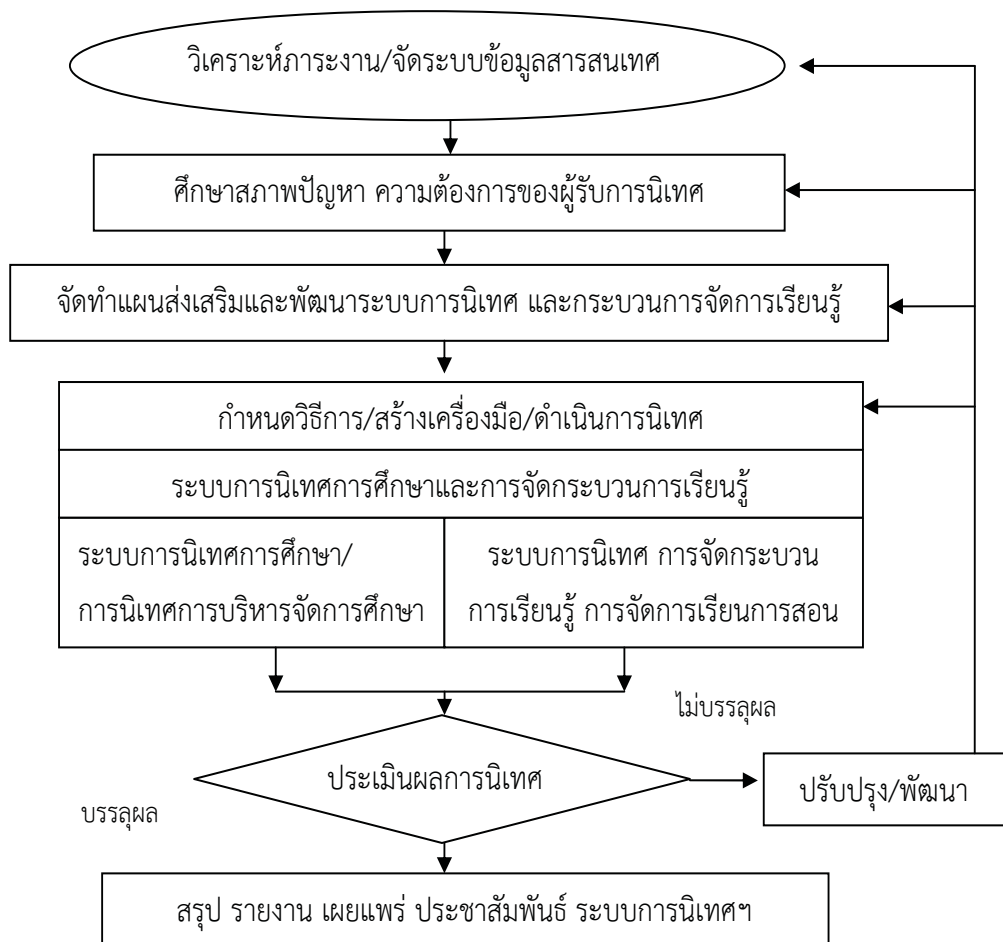 วิเคราะห์ภาระงาน/จัดระบบข้อมูลสารสนเทศ
ศึกษาสภาพปัญหา ความต้องการของผู้รับการนิเทศ
จัดทำแผนส่งเสริมและพัฒนาระบบการนิเทศ และกระบวนการจัดการเรียนรู้
กำหนดวิธีการ/สร้างเครื่องมือ/ดำเนินการนิเทศ
ระบบการนิเทศการศึกษาและการจัดกระบวนการเรียนรู้
ระบบการนิเทศการศึกษา/
การนิเทศการบริหารจัดการศึกษา
ระบบการนิเทศ การจัดกระบวน
การเรียนรู้ การจัดการเรียนการสอน
ไม่บรรลุผล
ประเมินผลการนิเทศ
ปรับปรุง/พัฒนา
บรรลุผล
สรุป รายงาน เผยแพร่ ประชาสัมพันธ์ ระบบการนิเทศฯ